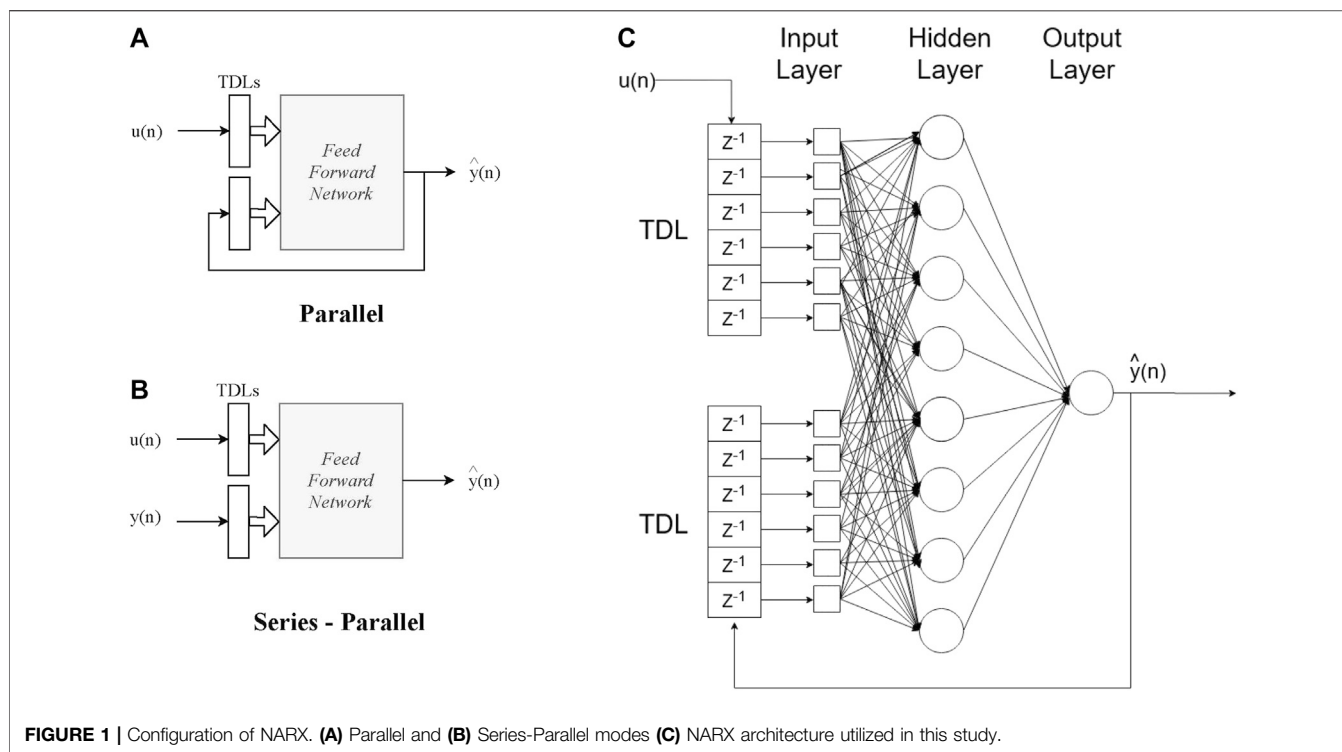 A
TDLs
u(n)
Feed
Forward
Network
^y(n)
Parallel
B
TDLs
u(n)
y(n)
Feed
Forward
Network
^y(n)
Series - Parallel
C
Input
Layer
Hidden
Layer
Output
Layer
u(n)
TDL
Z⁻¹
Z⁻¹
Z⁻¹
Z⁻¹
Z⁻¹
Z⁻¹
TDL
Z⁻¹
Z⁻¹
Z⁻¹
Z⁻¹
Z⁻¹
Z⁻¹
^y(n)
FIGURE 1 | Configuration of NARX. (A) Parallel and (B) Series-Parallel modes (C) NARX architecture utilized in this study.